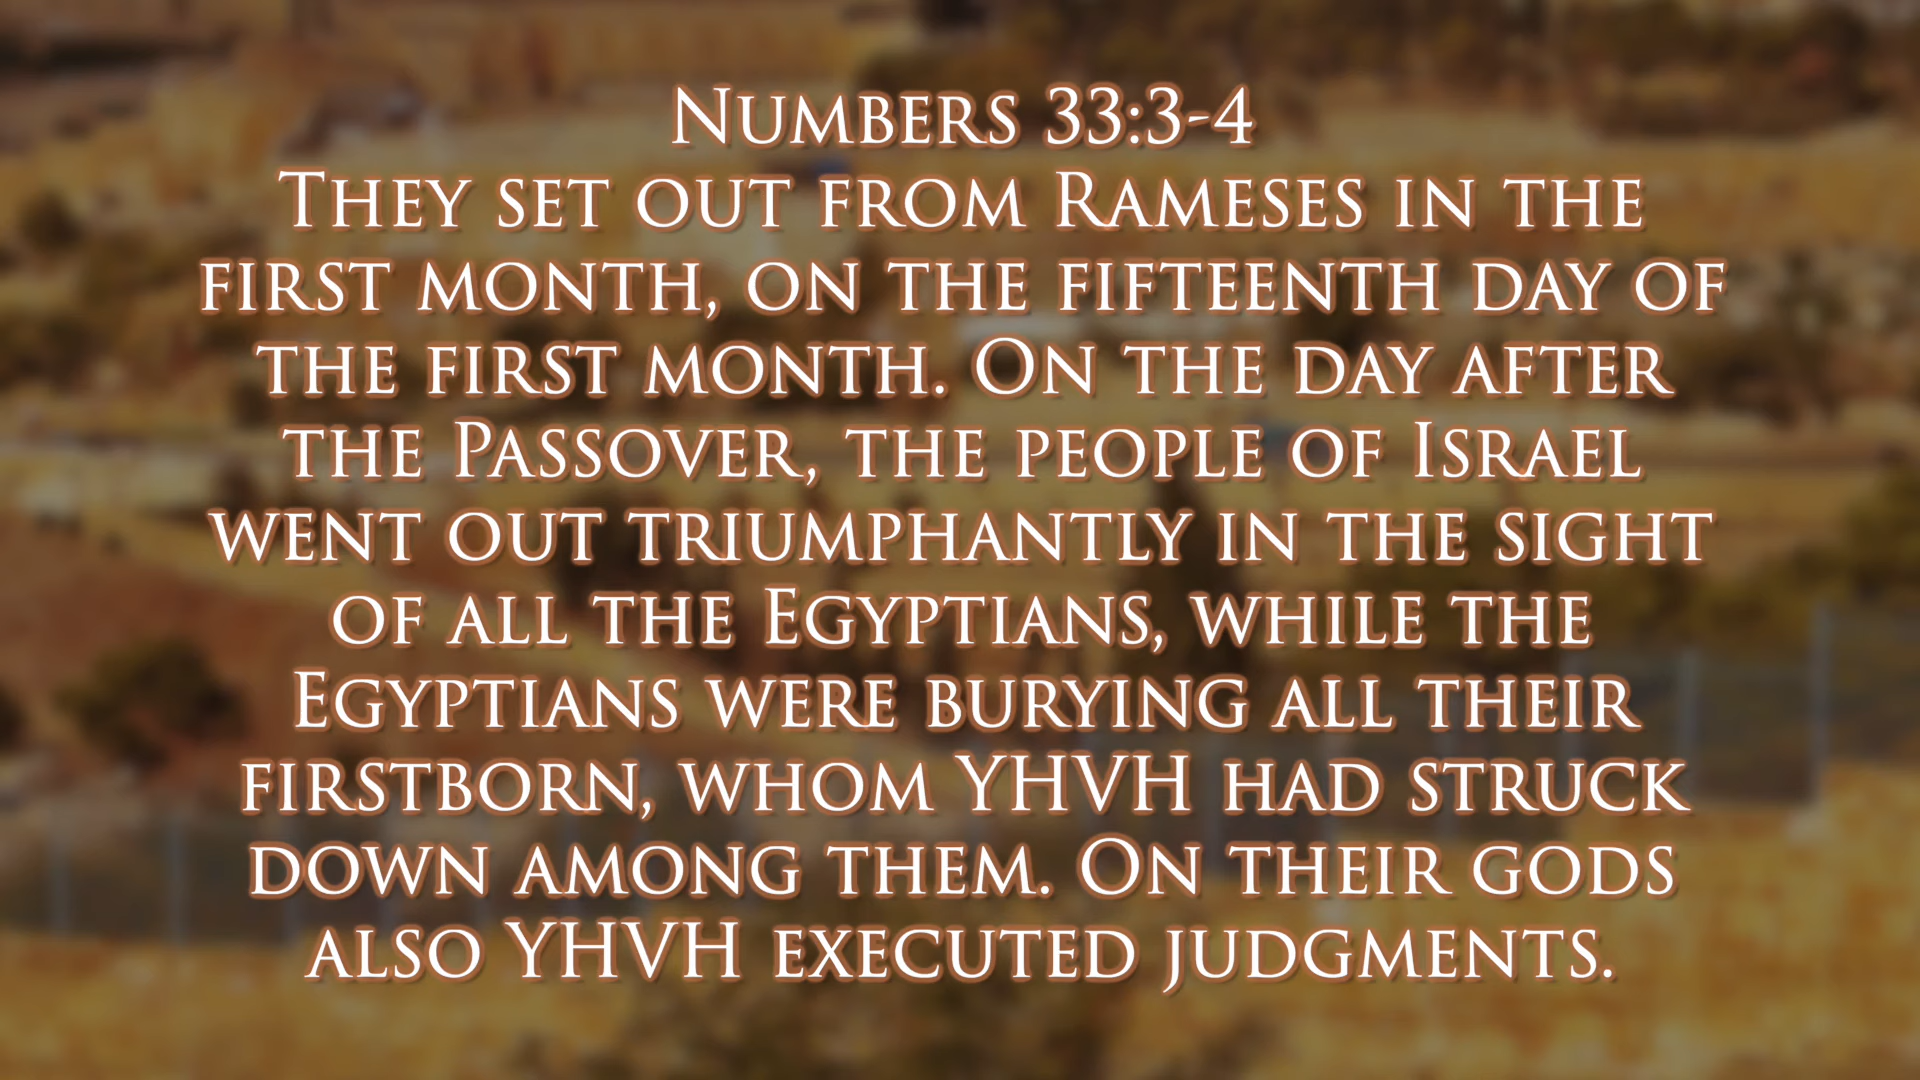 Numbers 33:3-4
They set out from Rameses in the
first month, on the fifteenth day of
the first month. On the day after
the Passover, the people of Israel
went out triumphantly in the sight
of all the Egyptians, while the
Egyptians were burying all their
firstborn, whom YHVH had struck
down among them. On their gods
also YHVH executed judgments.